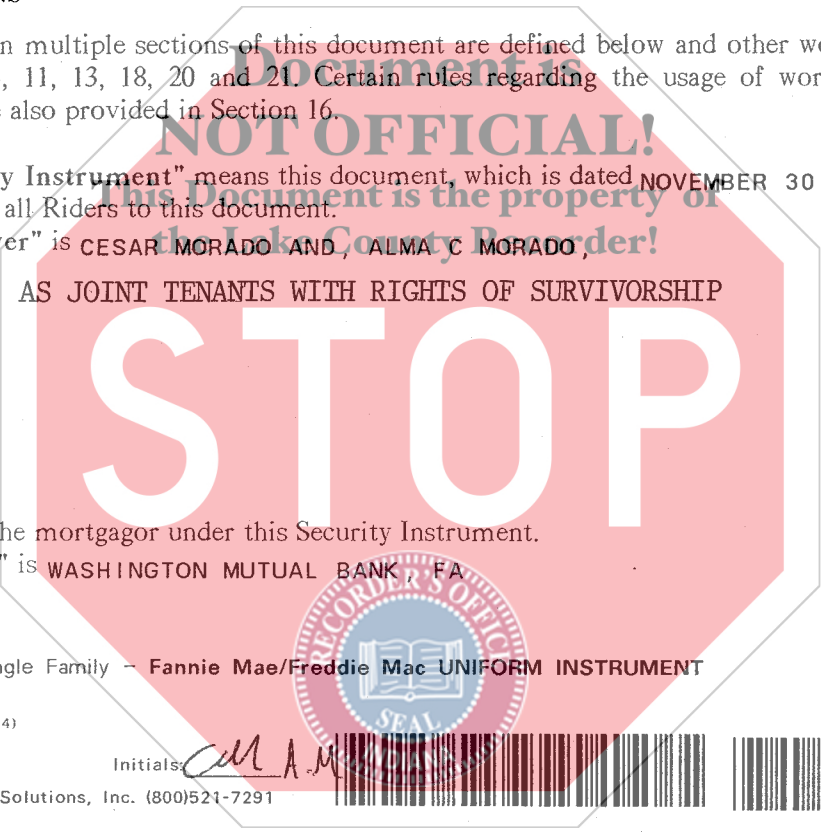 n multiple sections of this document are defined below and other wo
, 11, 13, 18, 20 and 21. Certain rules regarding the usage of wor
also provided in Section 16.
Document is
NOT OFFICIAL!
This Document is the property of
the Lake County Recorder!
y Instrument" means this document, which is dated NOVEMBER 30
all Riders to this document.
er" is CESAR MORADO AND, ALMA C MORADO,
AS JOINT TENANTS WITH RIGHTS OF SURVIVORSHIP
STOP
he mortgagor under this Security Instrument.
" is WASHINGTON MUTUAL BANK, FA
RECORDER'S OFFICE
SEAL
INDIANA
ngle Family - Fannie Mae/Freddie Mac UNIFORM INSTRUMENT
4)
Initials: CM A.M
Solutions, Inc. (800)521-7291